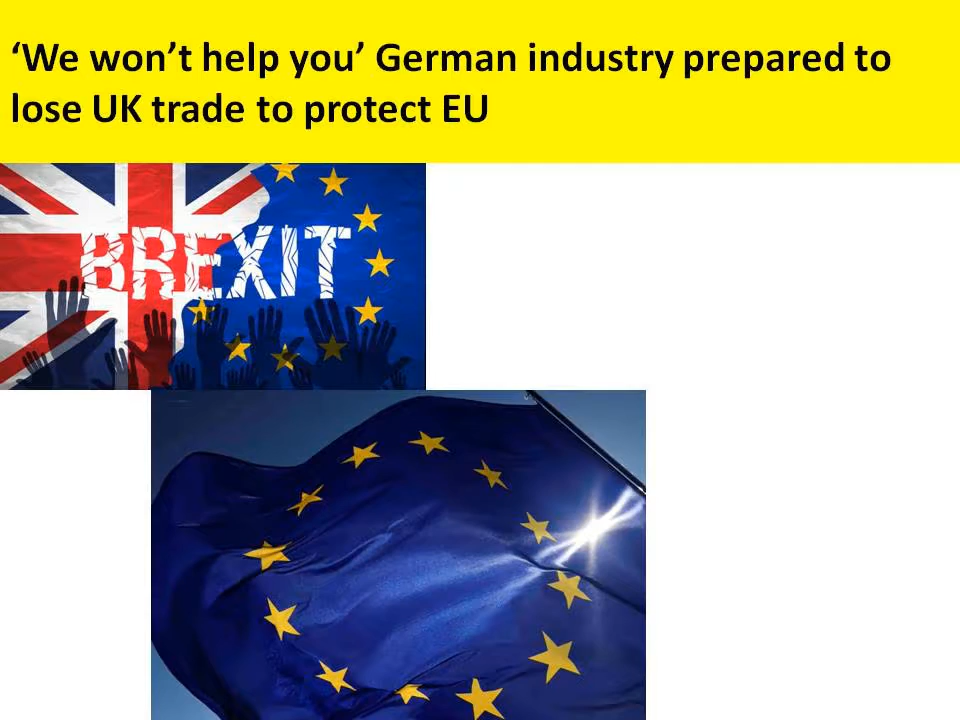 ‘We won’t help you’ German industry prepared to
lose UK trade to protect EU
BREXIT